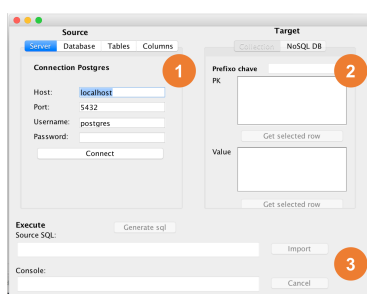 Source
Target
Server Database Tables Columns
Collection NoSQL DB
Connection Postgres
1
Host: localhost
Port: 5432
Username: postgres
Password:
Connect
Prefixo chave
2
PK
Get selected row
Value
Get selected row
Execute
Generate sql
Source SQL:
Import
3
Console:
Cancel